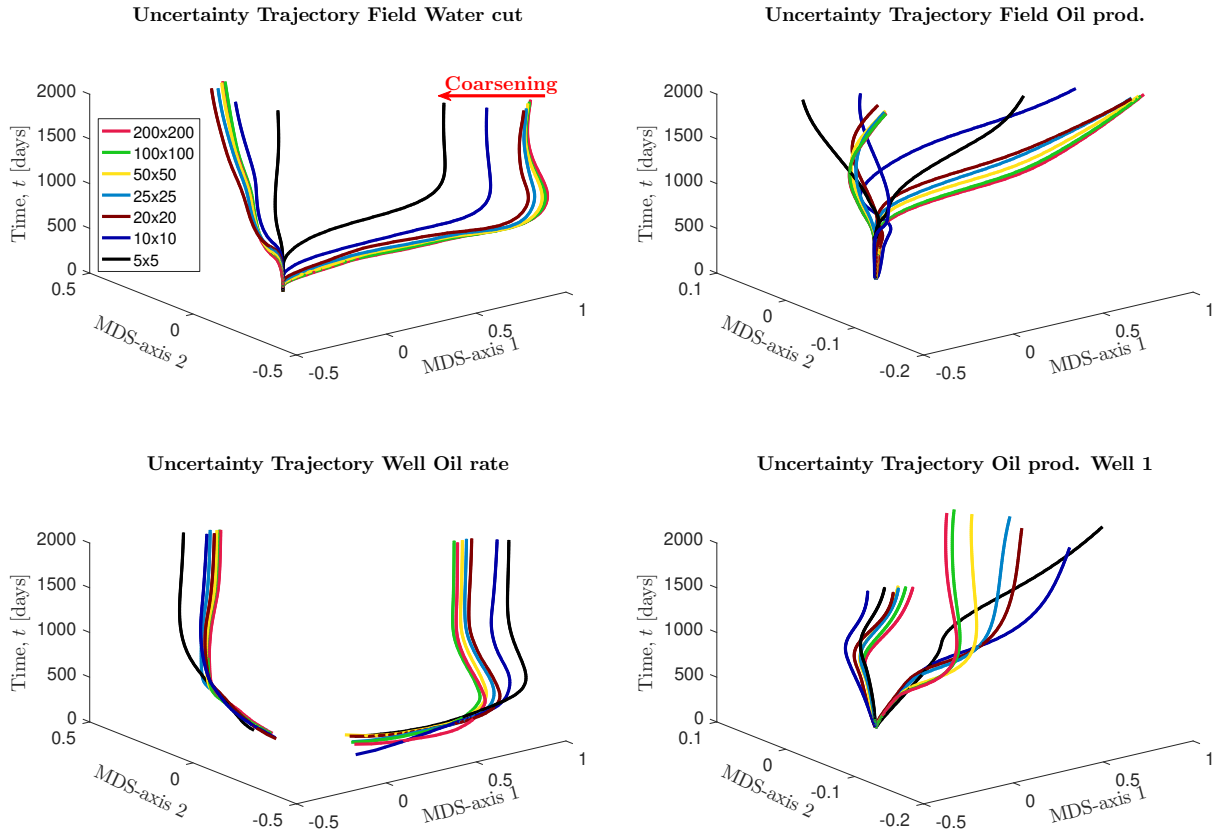 Uncertainty Trajectory Field Water cut
Coarsening
2000
1500
1000
500
0
Time, t [days]
200x200
100x100
50x50
25x25
20x20
10x10
5x5
0.5
0
-0.5
MDS-axis 2
-0.5
0
0.5
1
MDS-axis 1
Uncertainty Trajectory Field Oil prod.
2000
1500
1000
500
0
Time, t [days]
0.1
0
-0.1
-0.2
MDS-axis 2
-0.5
0
0.5
1
MDS-axis 1
Uncertainty Trajectory Well Oil rate
2000
1500
1000
500
0
Time, t [days]
0.5
0
-0.5
MDS-axis 2
-0.5
0
0.5
1
MDS-axis 1
Uncertainty Trajectory Oil prod. Well 1
2000
1500
1000
500
0
Time, t [days]
0.1
0
-0.1
-0.2
MDS-axis 2
-0.5
0
0.5
1
MDS-axis 1